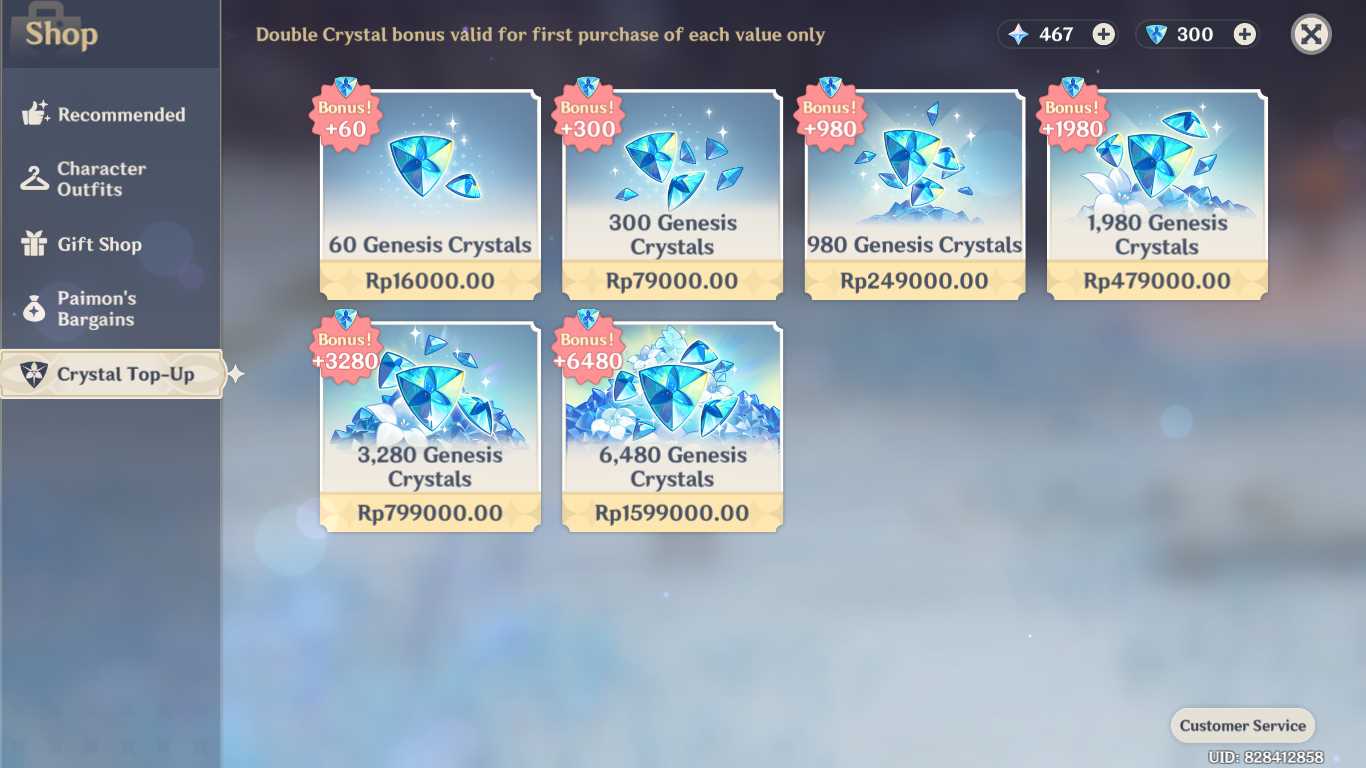 Shop
Double Crystal bonus valid for first purchase of each value only
467
300
Recommended
Character
Outfits
Gift Shop
Paimon's
Bargains
Crystal Top-Up
Bonus!
+60
60 Genesis Crystals
Rp16000.00
Bonus!
+300
300 Genesis
Crystals
Rp79000.00
Bonus!
+980
980 Genesis Crystals
Rp249000.00
Bonus!
+1980
1,980 Genesis
Crystals
Rp479000.00
Bonus!
+3280
3,280 Genesis
Crystals
Rp799000.00
Bonus!
+6480
6,480 Genesis
Crystals
Rp1599000.00
Customer Service
UID: 828412858